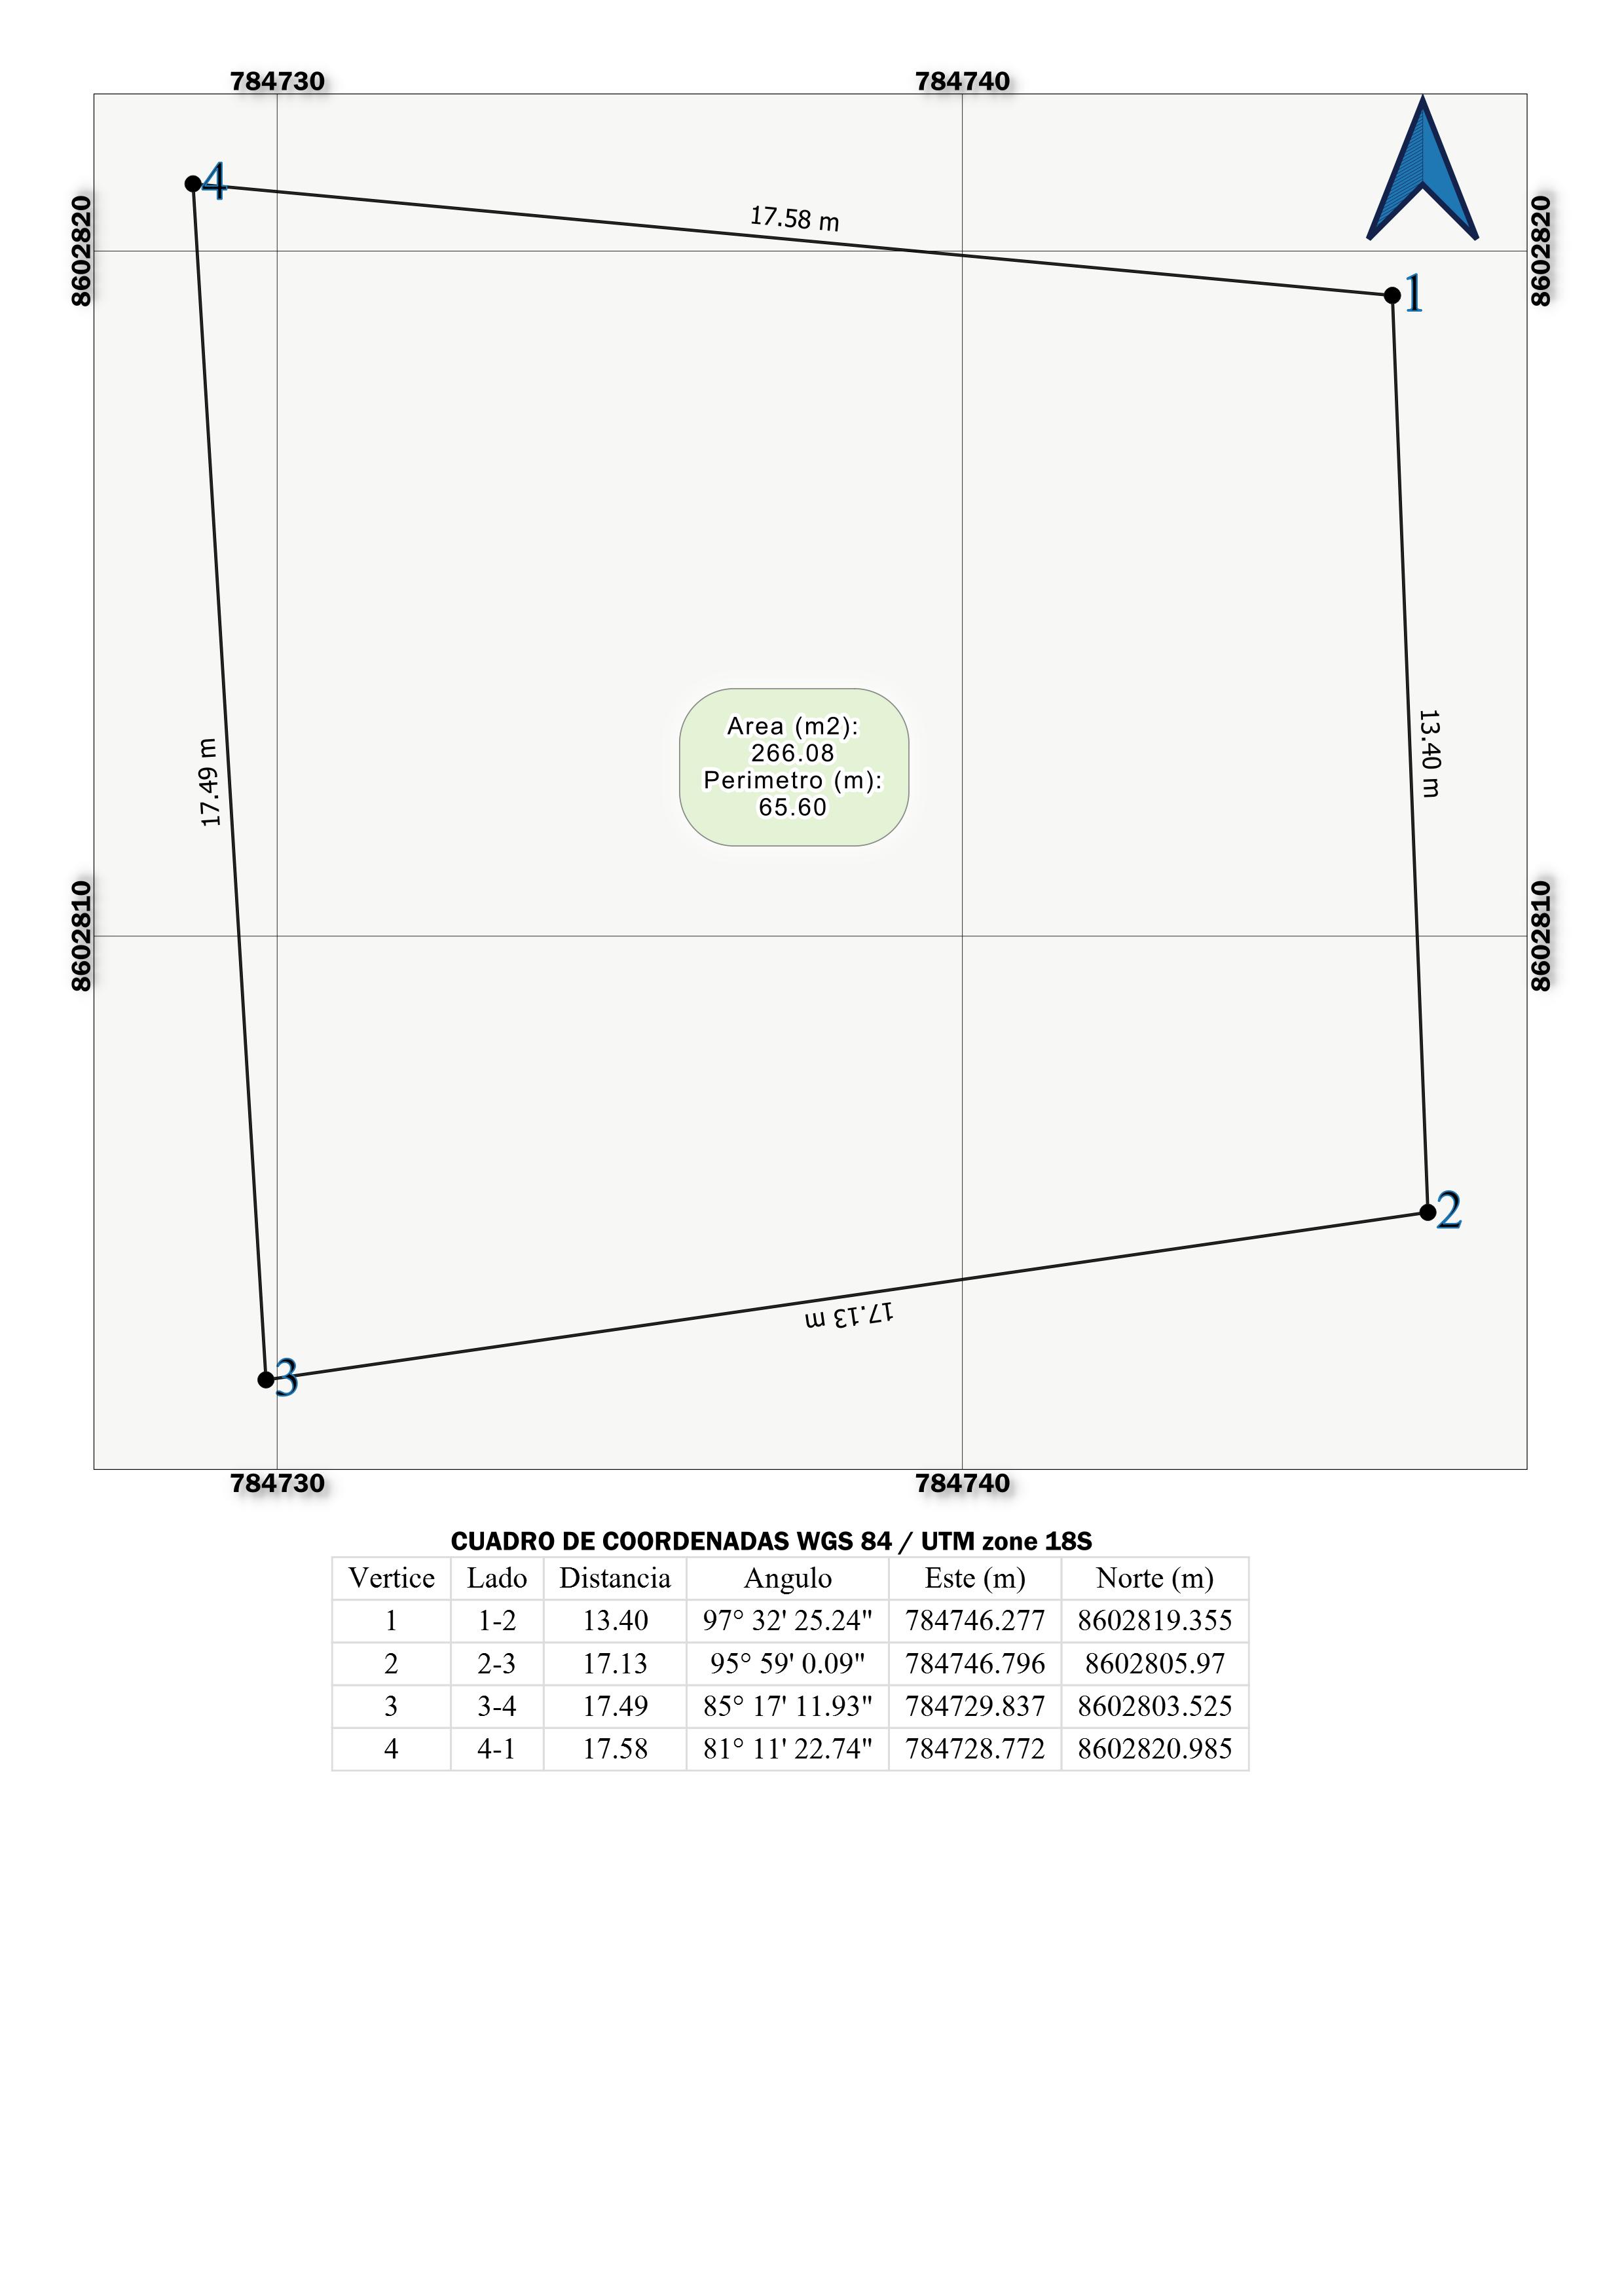 784730 784740
4
17.58 m
8602820 8602820
1
Area (m2):
266.08
Perimetro (m):
65.60
17.49 m
13.40 m
8602810 8602810
2
17.13 m
3
784730 784740
CUADRO DE COORDENADAS WGS 84 / UTM zone 18S
Vertice Lado Distancia Angulo Este (m) Norte (m)
1 1-2 13.40 97° 32' 25.24" 784746.277 8602819.355
2 2-3 17.13 95° 59' 0.09" 784746.796 8602805.97
3 3-4 17.49 85° 17' 11.93" 784729.837 8602803.525
4 4-1 17.58 81° 11' 22.74" 784728.772 8602820.985